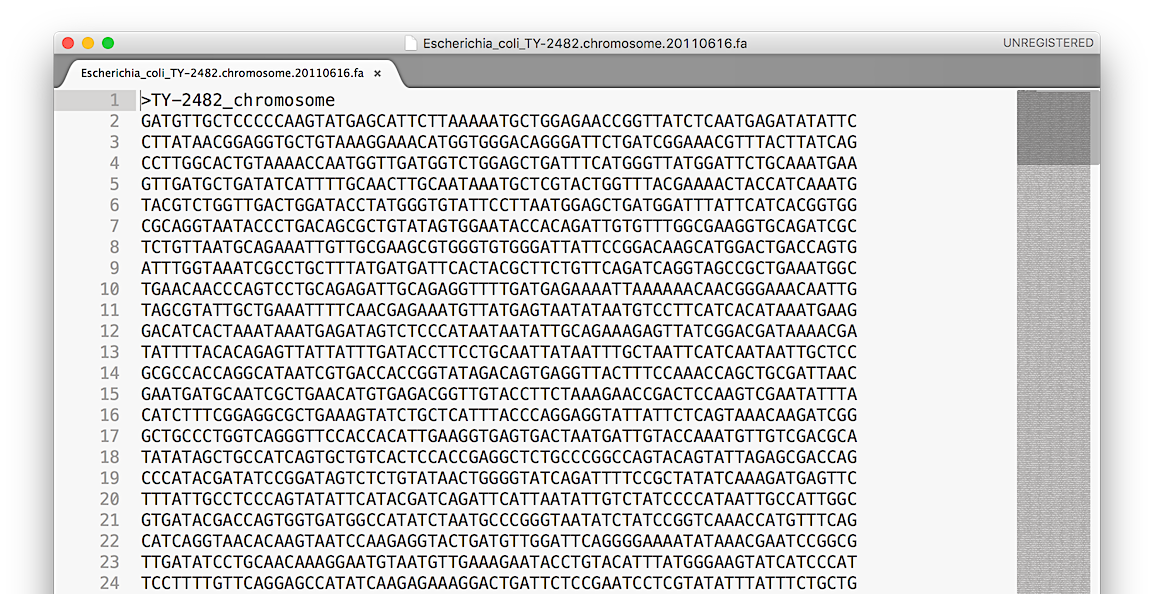 Escherichia_coli_TY-2482.chromosome.20110616.fa
UNREGISTERED
Escherichia_coli_TY-2482.chromosome.20110616.fa ×
1 >TY-2482_chromosome
2 GATGTTGCTCCCCCAAGTATGAGCATTCTTAAAAATGCTGGAGAACCGGTTATCTCAATGAGATATATTC
3 CTTATAACGGAGGTGCTGTAAAGGAAACATGGTGGGACAGGGATTCTGATCGGAAACGTTTACTTATCAG
4 CCTTGGCACTGTAAAACCAATGGTTGATGGTCTGGAGCTGATTTCATGGGTTATGGATTCTGCAAATGAA
5 GTTGATGCTGATATCATTTTGCAACTTGCAATAAATGCTCGTACTGGTTTACGAAAACTACCATCAAATG
6 TACGTCTGGTTGACTGGATACCTATGGGTGTATTCCTTAATGGAGCTGATGGATTTATTCATCACGGTGG
7 CGCAGGTAATACCCTGACAGCGCTGTATAGTGGAATACCACAGATTGTGTTTGGCGAAGGTGCAGATCGC
8 TCTGTTAATGCAGAAATTGTTGCGAAGCGTGGGTGTGGGATTATTCCGGACAAGCATGGACTGACCAGTG
9 ATTTGGTAAATCGCCTGCTTTATGATGATTCACTACGCTTCTGTTCAGATCAGGTAGCCGCTGAAATGGC
10 TGAACAACCCAGTCCTGCAGAGATTGCAGAGGTTTTGATGAGAAAATTAAAAAACAACGGGAAACAATTG
11 TAGCGTATTGCTGAAATTTTCAACGAGAAATGTTATGAGTAATATAATGTCCTTCATCACATAAATGAAG
12 GACATCACTAAATAAATGAGATAGTCTCCCATAATAATATTGCAGAAAGAGTTATCGGACGATAAAACGA
13 TATTTTACACAGAGTTATTATTTGATACCTTCCTGCAATTATAATTTGCTAATTCATCAATAATTGCTCC
14 GCGCCACCAGGCATAATCGTGACCACCGGTATAGACAGTGAGGTTACTTTCCAAACCAGCTGCGATTAAC
15 GAATGATGCAATCGCTGAACATGTGAGACGGTTGTACCTTCTAAAGAACCGACTCCAAGTCGAATATTTA
16 CATCTTTCGGAGGCGCTGAAAGTATCTGCTCATTTACCCAGGAGGTATTATTCTCAGTAAACAAGATCGG
17 GCTGCCCTGGTCAGGGTTCCACCACATTGAAGGTGAGTGACTAATGATTGTACCAAATGTTGTCGACGCA
18 TATATAGCTGCCATCAGTGCTGTCACTCCACCGAGGCTCTGCCCGGCCAGTACAGTATTAGAGCGACCAG
19 CCCATACGATATCCGGATAGTCTCTGTATAACTGGGGTATCAGATTTTCCGCTATATCAAAGATGAGTTC
20 TTTATTGCCTCCCAGTATATTCATACGATCAGATTCATTAATATTGTCTATCCCCATAATTGCCATTGGC
21 GTGATACGACCAGTGGTGATGGCCATATCTAATGCCCGGGTAATATCTATCCGGTCAAACCATGTTTCAG
22 CATCAGGTAACACAAGTAATCCAAGAGGTACTGATGTTGGATTCAGGGGAAAATATAAACGAATCCGGCG
23 TTGATATCCTGCAACAAAGGAATGTAATGTTGAAAGAATACCTGTACATTTATGGGAAGTATCATCCCAT
24 TCCTTTTGTTCAGGAGCCATATCAAGAGAAAGGACTGATTCTCCGAATCCTCGTATATTTATTTCTGCTG